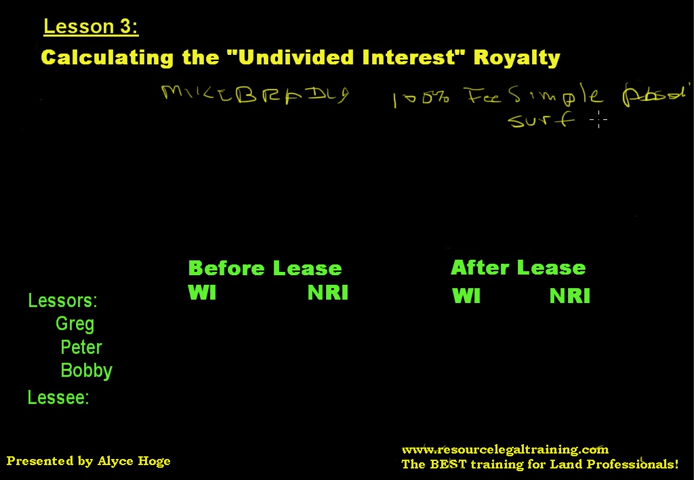 Lesson 3:
Calculating the "Undivided Interest" Royalty
MIKE BRADLY 100% Fee Simple
surf
Before Lease After Lease
WI NRI WI NRI
Lessors:
Greg
Peter
Bobby
Lessee:
www.resourcelegaltraining.com
Presented by Alyce Hoge The BEST training for Land Professionals!